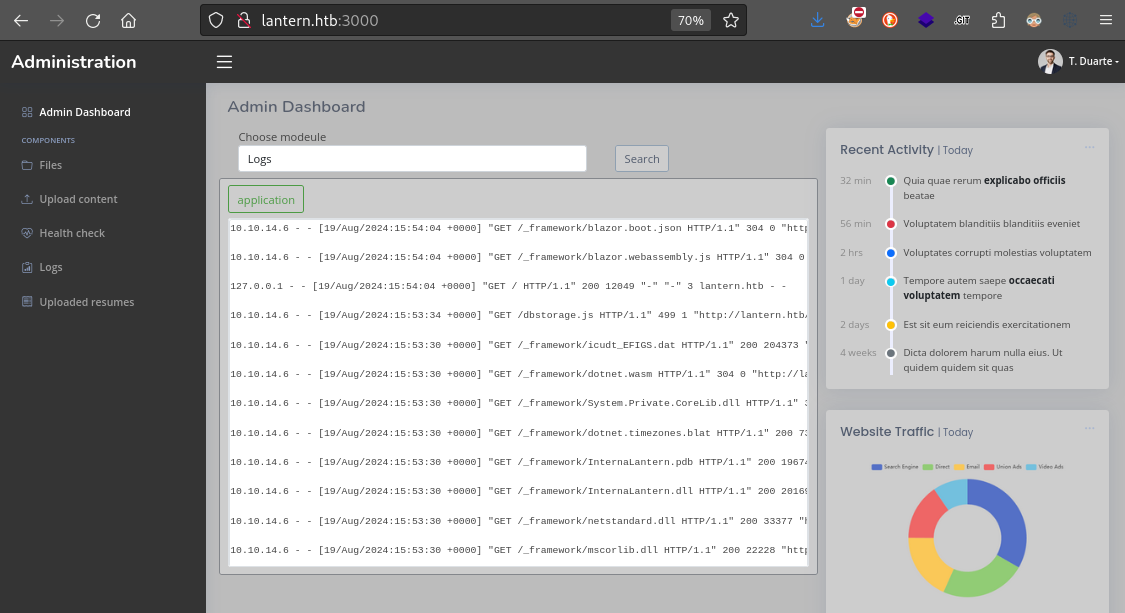 lantern.htb:3000
70%
.GIT
Administration
T. Duarte
Admin Dashboard
COMPONENTS
Files
Upload content
Health check
Logs
Uploaded resumes
Admin Dashboard
Choose modeule
Logs
Search
application
10.10.14.6 - - [19/Aug/2024:15:54:04 +0000] "GET /_framework/blazor.boot.json HTTP/1.1" 304 0 "http
10.10.14.6 - - [19/Aug/2024:15:54:04 +0000] "GET /_framework/blazor.webassembly.js HTTP/1.1" 304 0
127.0.0.1 - - [19/Aug/2024:15:54:04 +0000] "GET / HTTP/1.1" 200 12049 "-" "-" 3 lantern.htb - -
10.10.14.6 - - [19/Aug/2024:15:53:34 +0000] "GET /dbstorage.js HTTP/1.1" 499 1 "http://lantern.htb/
10.10.14.6 - - [19/Aug/2024:15:53:30 +0000] "GET /_framework/icudt_EFIGS.dat HTTP/1.1" 200 204373 "
10.10.14.6 - - [19/Aug/2024:15:53:30 +0000] "GET /_framework/dotnet.wasm HTTP/1.1" 304 0 "http://la
10.10.14.6 - - [19/Aug/2024:15:53:30 +0000] "GET /_framework/System.Private.CoreLib.dll HTTP/1.1"
10.10.14.6 - - [19/Aug/2024:15:53:30 +0000] "GET /_framework/dotnet.timezones.blat HTTP/1.1" 200 73
10.10.14.6 - - [19/Aug/2024:15:53:30 +0000] "GET /_framework/InternaLantern.pdb HTTP/1.1" 200 19674
10.10.14.6 - - [19/Aug/2024:15:53:30 +0000] "GET /_framework/InternaLantern.dll HTTP/1.1" 200 20169
10.10.14.6 - - [19/Aug/2024:15:53:30 +0000] "GET /_framework/netstandard.dll HTTP/1.1" 200 33377 "h
10.10.14.6 - - [19/Aug/2024:15:53:30 +0000] "GET /_framework/mscorlib.dll HTTP/1.1" 200 22228 "http
Recent Activity | Today
32 min Quia quae rerum explicabo officiis
beatae
56 min Voluptatem blanditiis blanditiis eveniet
2 hrs Voluptates corrupti molestias voluptatem
1 day Tempore autem saepe occaecati
voluptatem tempore
2 days Est sit eum reiciendis exercitationem
4 weeks Dicta dolorem harum nulla eius. Ut
quidem quidem sit quas
Website Traffic | Today
Search Engine Direct Email Union Ads Video Ads